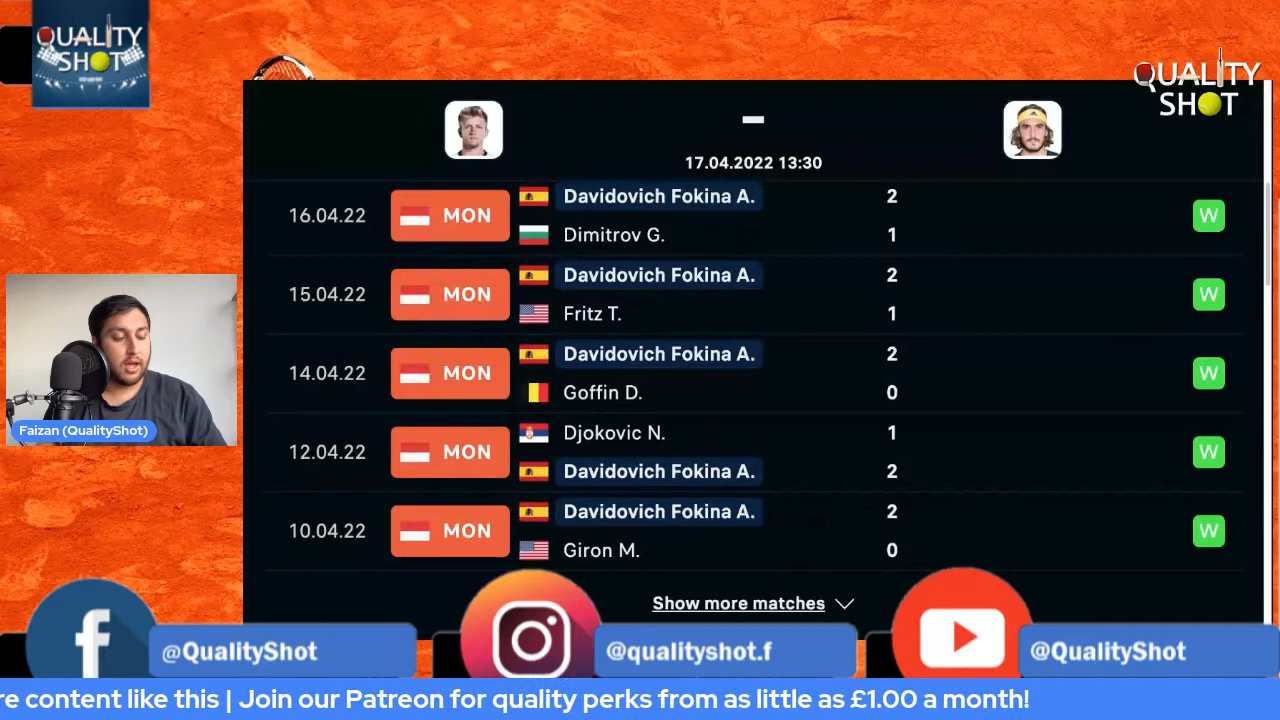 QUALITY
SHOT
QUALITY
SHOT
17.04.2022 13:30
16.04.22
MON
Davidovich Fokina A.
2
Dimitrov G.
1
W
15.04.22
MON
Davidovich Fokina A.
2
Fritz T.
1
W
14.04.22
MON
Davidovich Fokina A.
2
Goffin D.
0
W
12.04.22
MON
Djokovic N.
1
Davidovich Fokina A.
2
W
10.04.22
MON
Davidovich Fokina A.
2
Giron M.
0
W
Show more matches
Faizan (QualityShot)
@QualityShot
@qualityshot.f
@QualityShot
re content like this | Join our Patreon for quality perks from as little as £1.00 a month!